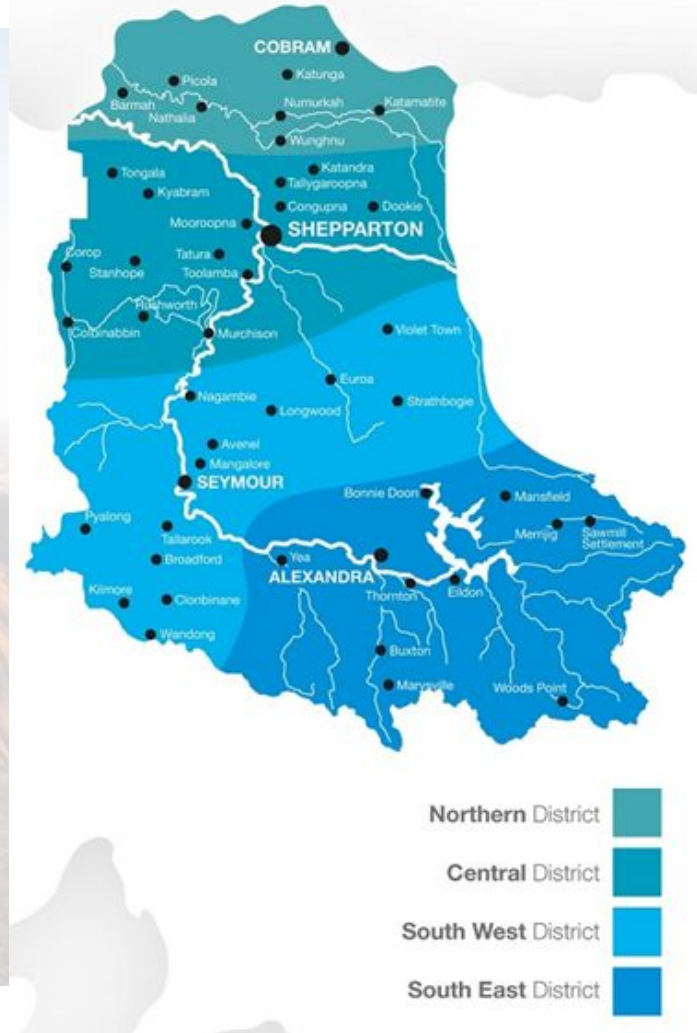 COBRAM
Katunga
Picola
Barmah
Nathalia
Numurkah
Katamatite
Wunghnu
Tongala
Katandra
Tallygaroopna
Kyabram
Congupna
Dookie
Mooroopna
SHEPPARTON
Corop
Tatura
Stanhope
Toolamba
Rushworth
Colbinabbin
Murchison
Violet Town
Euroa
Nagambie
Longwood
Strathbogie
Avenel
Mangalore
SEYMOUR
Bonnie Doon
Mansfield
Pyalong
Tallarook
Merrijig
Sawmill
Settlement
Broadford
Yea
ALEXANDRA
Thornton
Eildon
Kilmore
Clonbinane
Wandong
Buxton
Marysville
Woods Point
Northern District
Central District
South West District
South East District